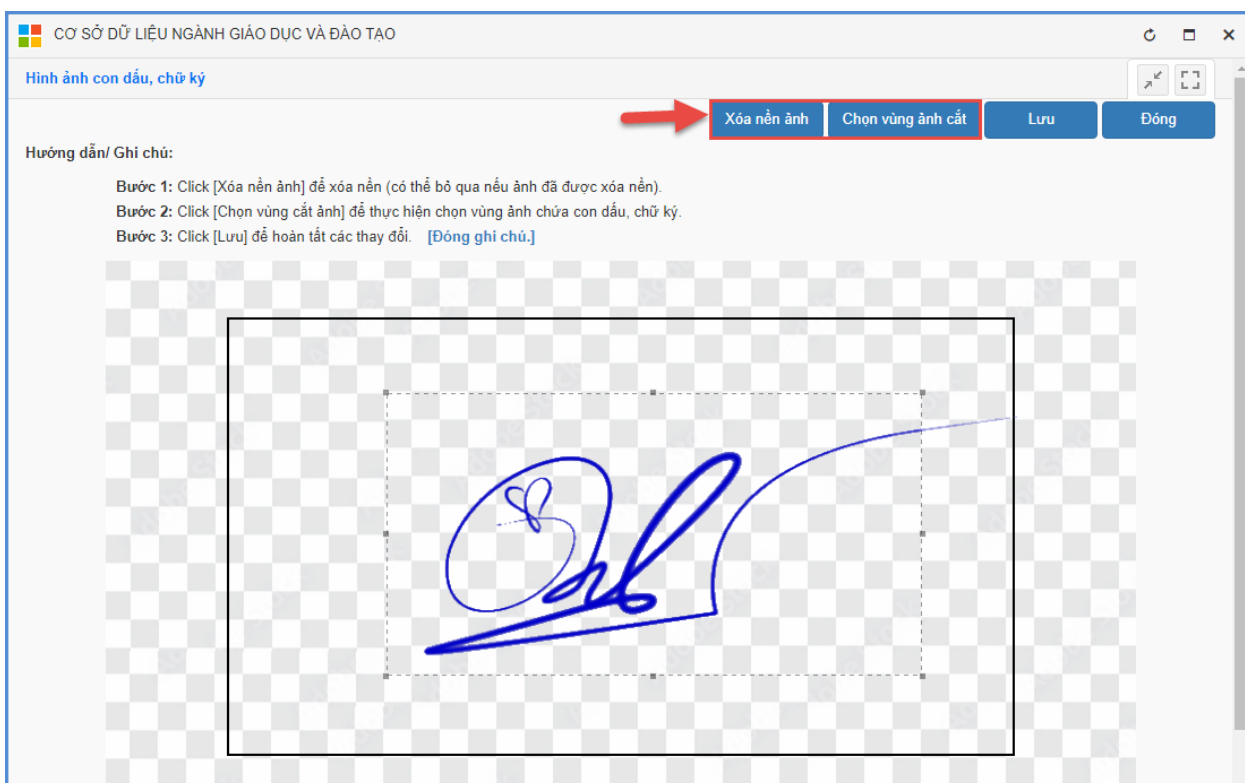 CƠ SỞ DỮ LIỆU NGÀNH GIÁO DỤC VÀ ĐÀO TẠO
Hình ảnh con dấu, chữ ký
Xóa nền ảnh Chọn vùng ảnh cắt Lưu Đóng
Hướng dẫn/ Ghi chú:
Bước 1: Click [Xóa nền ảnh] để xóa nền (có thể bỏ qua nếu ảnh đã được xóa nền).
Bước 2: Click [Chọn vùng cắt ảnh] để thực hiện chọn vùng ảnh chứa con dấu, chữ ký.
Bước 3: Click [Lưu] để hoàn tất các thay đổi. [Đóng ghi chú.]